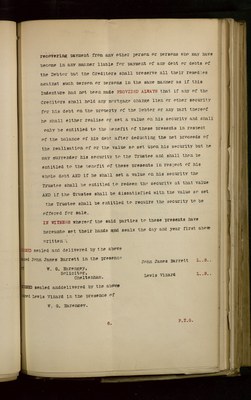 recovering payment from any other person or persons who may have
become in any manner liable for payment of any debt or debts of
the Debtor but the Creditors shall preserve all their remedies
against such person or persons in the same manner as if this
Indenture had not been made PROVIDED ALWAYS that if any of the
creditors shall hold any mortgage charge lien or other security
for his debt on the property of the Debtor or any part thereof
he shall either realise or set a value on his security and shall
only be entitled to the benefit of these presents in respect
of the balance of his debt after deducting the net proceeds of
the realisation of or the value so set upon his security but he
may surrender his security to the Trustee and shall then be
entitled to the benefit of these presents in respect of his
whole debt AND if he shall set a value on his security the
Trustee shall be entitled to redeem the security at that value
AND if the Trustee shall be dissatisfied with the value so set
the Trustee shall be entitled to require the security to be
offered for sale.
IN WITNESS whereof the said parties to these presents have
hereunto set their hands and seals the day and year first above
written
sealed and delivered by the above
named John James Barrett in the presence
John James Barrett L..S..
W. G.
Solicitor,
Cheltenham.
Lewis Vizard L..S..
sealed and delivered by the above
named Lewis Vizard in the presence of
W. G.